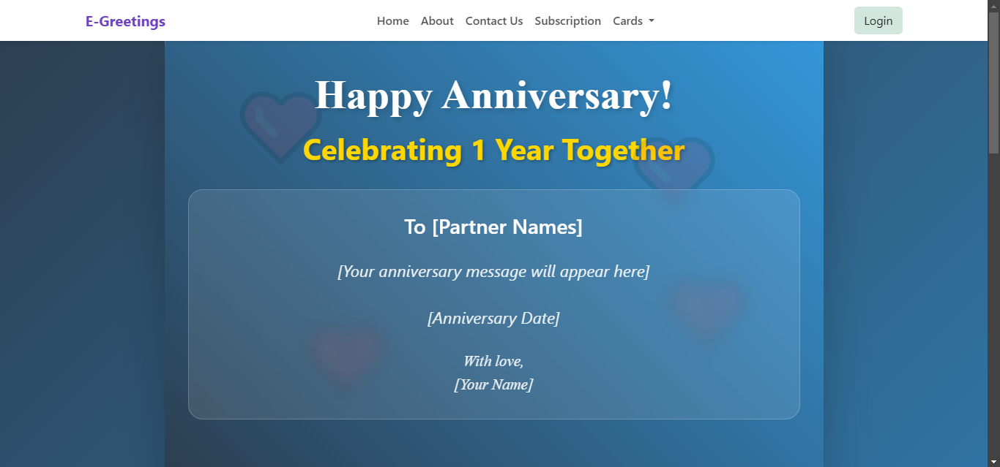 E-Greetings
Home About Contact Us Subscription Cards
Login
Happy Anniversary!
Celebrating 1 Year Together
To [Partner Names]
[Your anniversary message will appear here]
[Anniversary Date]
With love,
[Your Name]